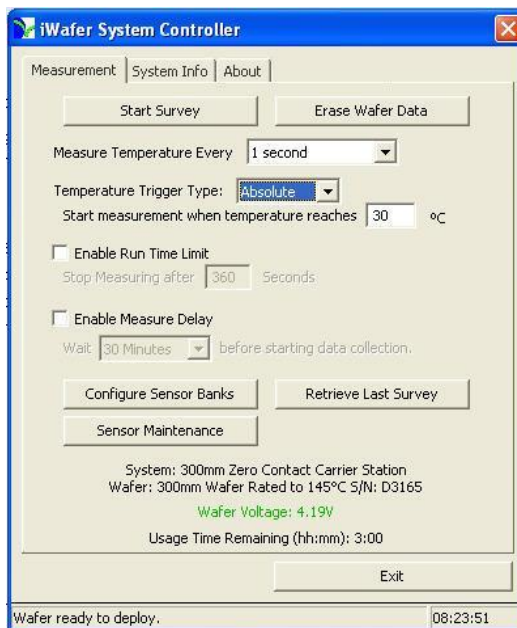 iWafer System Controller
Measurement System Info About
Start Survey Erase Wafer Data
Measure Temperature Every 1 second
Temperature Trigger Type: Absolute
Start measurement when temperature reaches 30 ºC
Enable Run Time Limit
Stop Measuring after 360 Seconds
Enable Measure Delay
Wait 30 Minutes before starting data collection.
Configure Sensor Banks Retrieve Last Survey
Sensor Maintenance
System: 300mm Zero Contact Carrier Station
Wafer: 300mm Wafer Rated to 145°C S/N: D3165
Wafer Voltage: 4.19V
Usage Time Remaining (hh:mm): 3:00
Exit
Wafer ready to deploy. 08:23:51